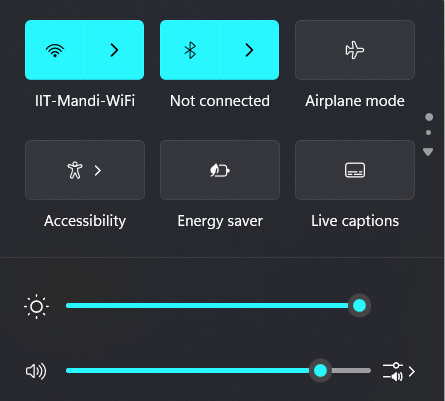 IIT-Mandi-WiFi
Not connected
Airplane mode
Accessibility
Energy saver
Live captions